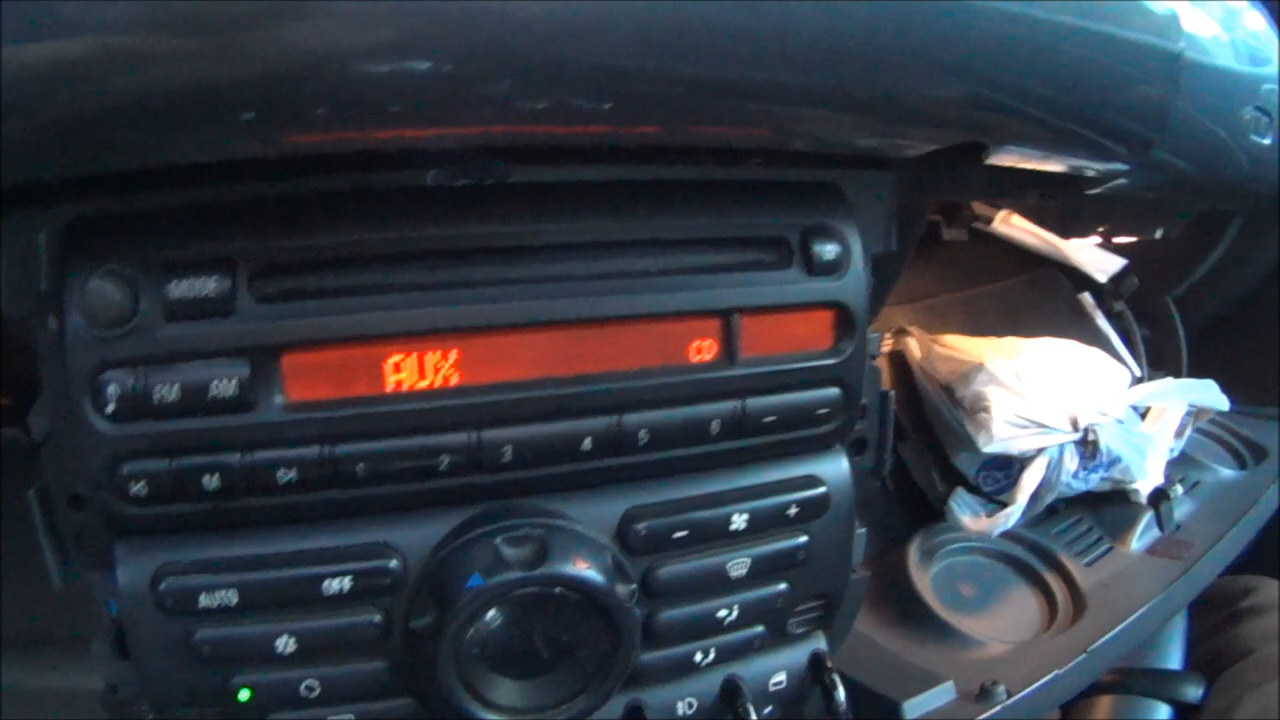 MODE
AUX CD
FM AM
1 2 3 4 5 6 − −
− +
AUTO OFF